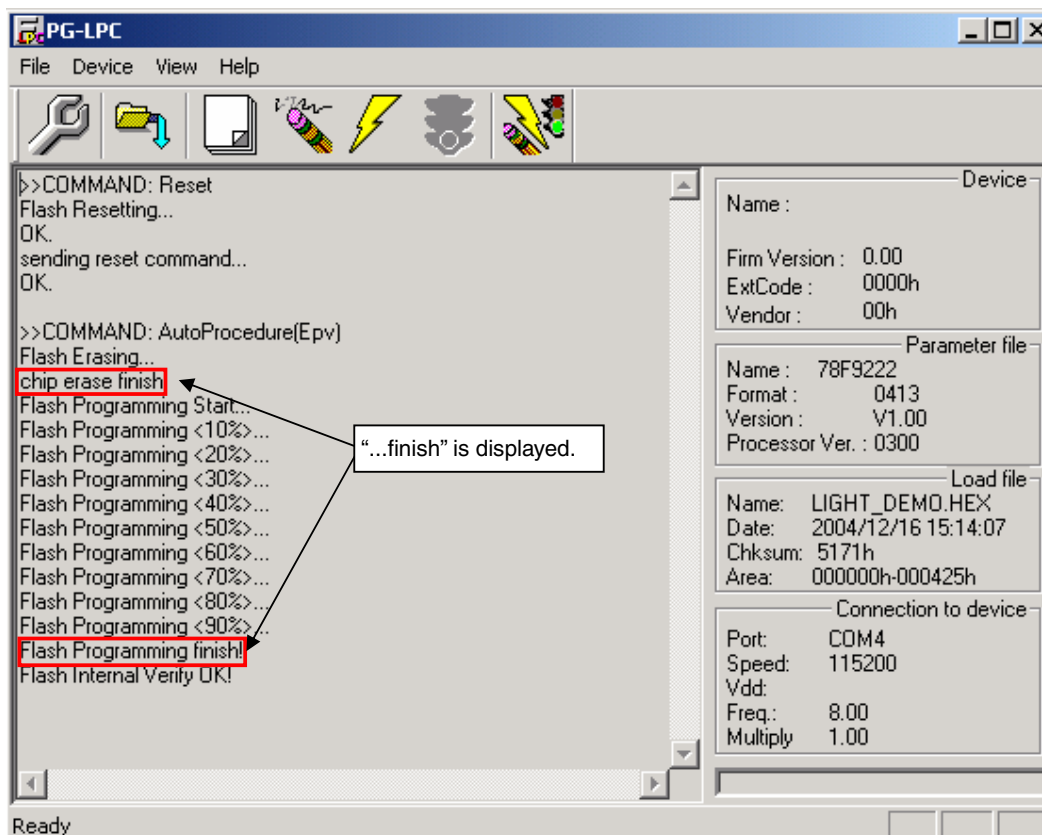 PG-LPC
File Device View Help
>>COMMAND: Reset
Flash Resetting...
OK.
sending reset command...
OK.
>>COMMAND: AutoProcedure(Epv)
Flash Erasing...
chip erase finish
Flash Programming Start...
Flash Programming <10%>...
Flash Programming <20%>...
Flash Programming <30%>...
Flash Programming <40%>...
Flash Programming <50%>...
Flash Programming <60%>...
Flash Programming <70%>...
Flash Programming <80%>...
Flash Programming <90%>...
Flash Programming finish!
Flash Internal Verify OK!
“...finish” is displayed.
Device
Name :
Firm Version : 0.00
ExtCode : 0000h
Vendor : 00h
Parameter file
Name : 78F9222
Format : 0413
Version : V1.00
Processor Ver. : 0300
Load file
Name: LIGHT_DEMO.HEX
Date: 2004/12/16 15:14:07
Chksum: 5171h
Area: 000000h-000425h
Connection to device
Port: COM4
Speed: 115200
Vdd:
Freq.: 8.00
Multiply 1.00
Ready